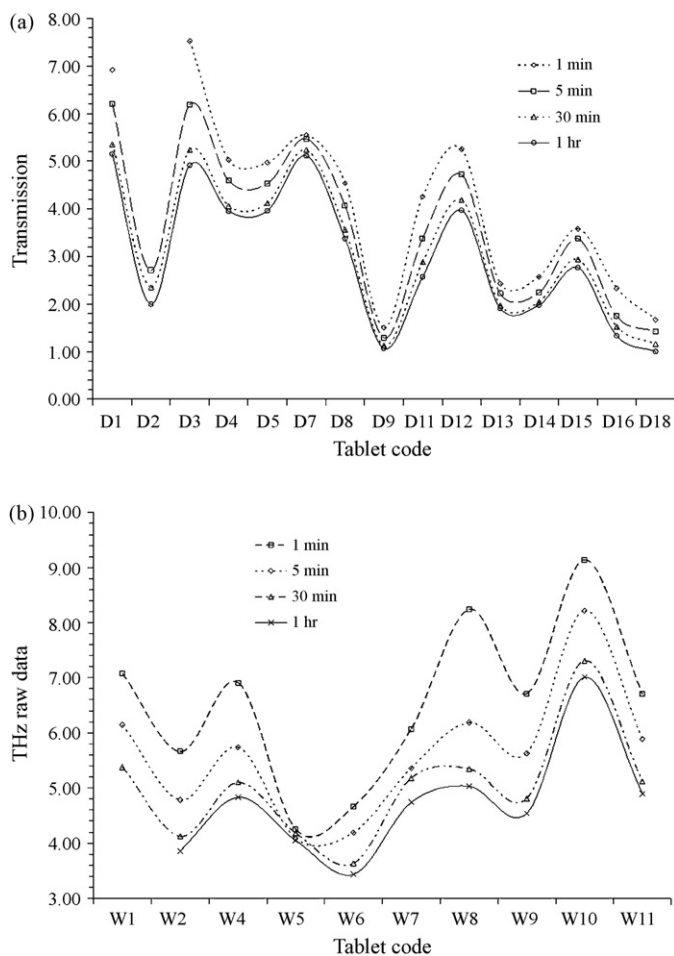 (a)
8.00
7.00
6.00
5.00
4.00
3.00
2.00
1.00
0.00
Transmission
1 min
5 min
30 min
1 hr
D1 D2 D3 D4 D5 D7 D8 D9 D11 D12 D13 D14 D15 D16 D18
Tablet code
(b)
10.00
9.00
8.00
7.00
6.00
5.00
4.00
3.00
THz raw data
1 min
5 min
30 min
1 hr
W1 W2 W4 W5 W6 W7 W8 W9 W10 W11
Tablet code